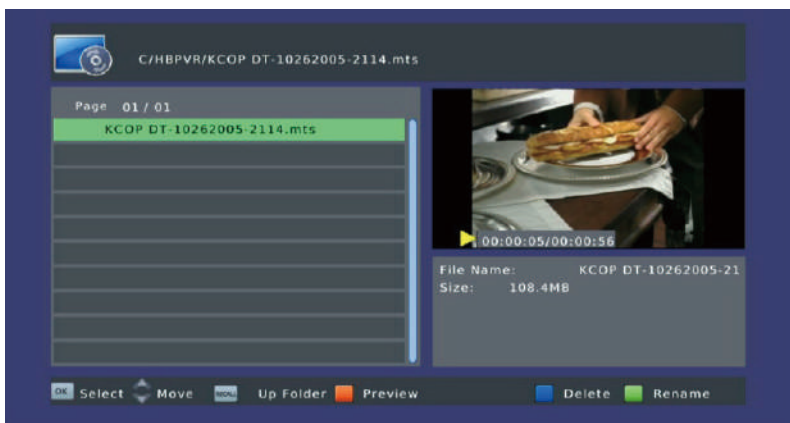 C/HBPVR/KCOP DT-10262005-2114.mts
Page 01 / 01
KCOP DT-10262005-2114.mts
00:00:05/00:00:56
File Name: KCOP DT-10262005-21
Size: 108.4MB
OK Select Move RECALL Up Folder Preview Delete Rename